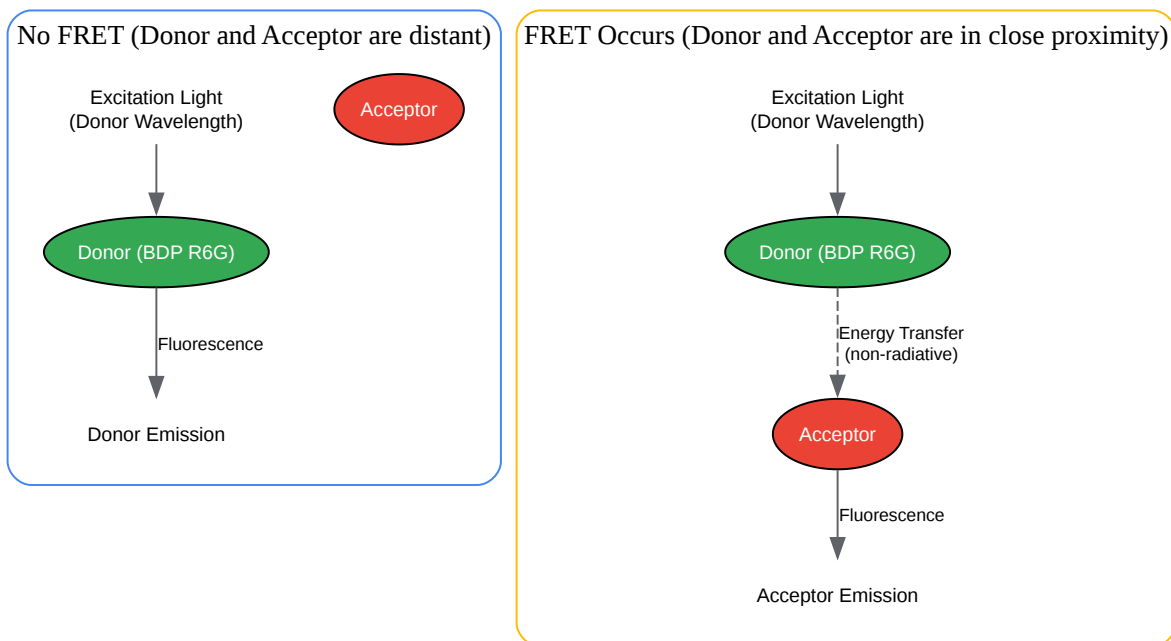 No FRET (Donor and Acceptor are distant)
Excitation Light
(Donor Wavelength)
Acceptor
Donor (BDP R6G)
Fluorescence
Donor Emission
FRET Occurs (Donor and Acceptor are in close proximity)
Excitation Light
(Donor Wavelength)
Donor (BDP R6G)
Energy Transfer
(non-radiative)
Acceptor
Fluorescence
Acceptor Emission